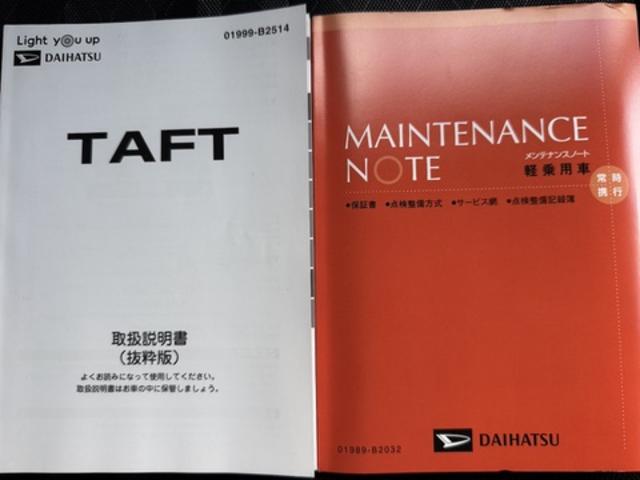 Light you up
01999-B2514
DAIHATSU
TAFT
取扱説明書
(抜粋版)
よくお読みになって使用してください。
取扱説明書はお車の中に保管しましょう。
MAINTENANCE
NOTE
メンテナンスノート
軽乗用車
常時
携行
●保証書 ●点検整備方式 ●サービス網 ●点検整備記録簿
01989-B2032
DAIHATSU